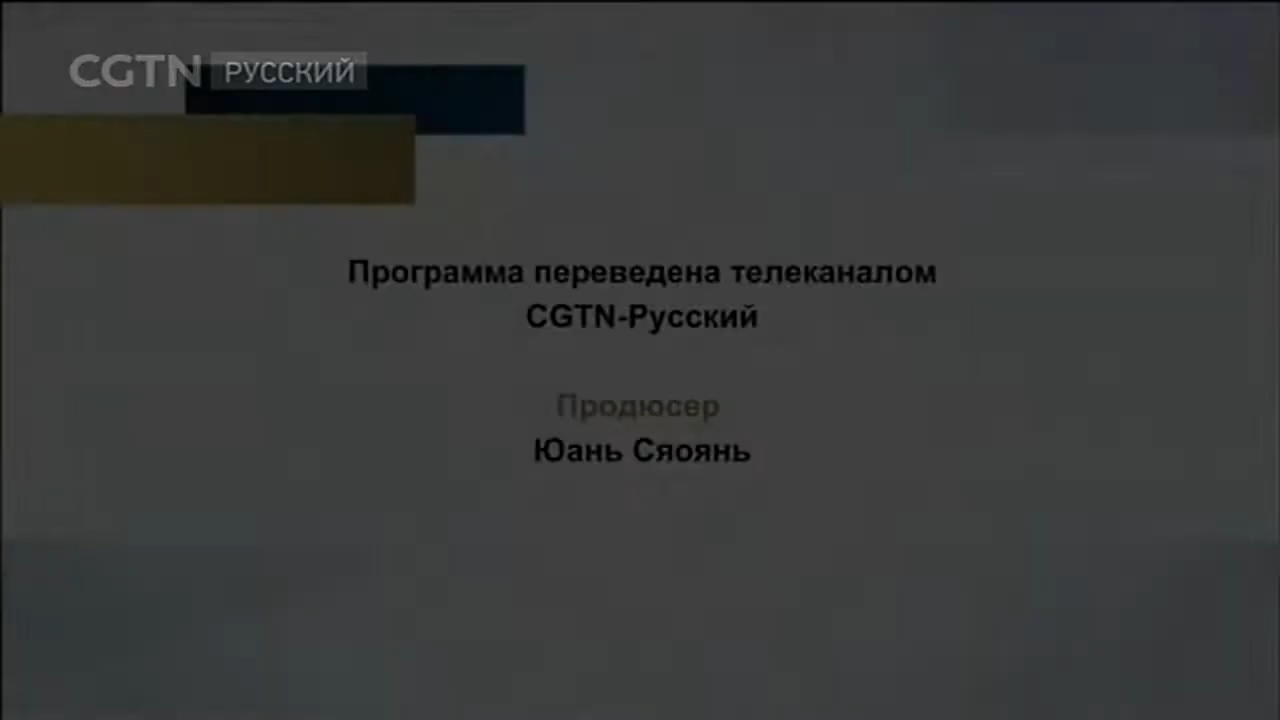 CGTN РУССКИЙ
Программа переведена телеканалом
CGTN-Русский
Продюсер
Юань Сяоянь